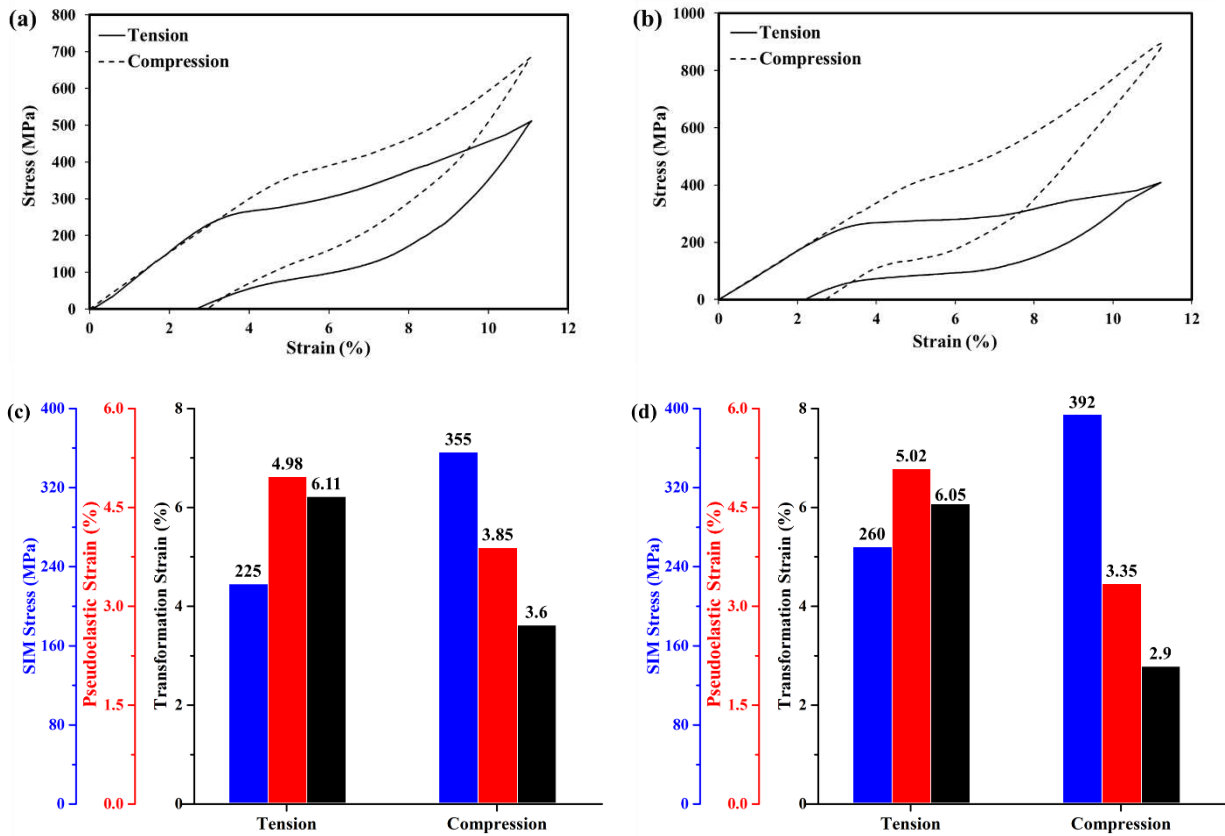 (a)
Tension
Compression
Stress (MPa)
800
700
600
500
400
300
200
100
0
0 2 4 6 8 10 12
Strain (%)
(b)
Tension
Compression
Stress (MPa)
1000
800
600
400
200
0
0 2 4 6 8 10 12
Strain (%)
(c)
SIM Stress (MPa)
400
320
240
160
80
0
Pseudoelastic Strain (%)
6.0
4.5
3.0
1.5
0.0
Transformation Strain (%)
8
6
4
2
0
225
4.98
6.11
355
3.85
3.6
Tension Compression
(d)
SIM Stress (MPa)
400
320
240
160
80
0
Pseudoelastic Strain (%)
6.0
4.5
3.0
1.5
0.0
Transformation Strain (%)
8
6
4
2
0
260
5.02
6.05
392
3.35
2.9
Tension Compression